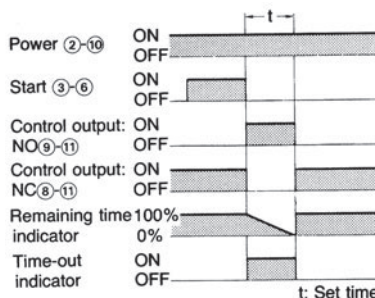 t
Power ②-⑩ ON
OFF
Start ③-⑥ ON
OFF
Control output: ON
NO⑨-⑪ OFF
Control output: ON
NC⑧-⑪ OFF
Remaining time 100%
indicator 0%
Time-out ON
indicator OFF
t: Set time